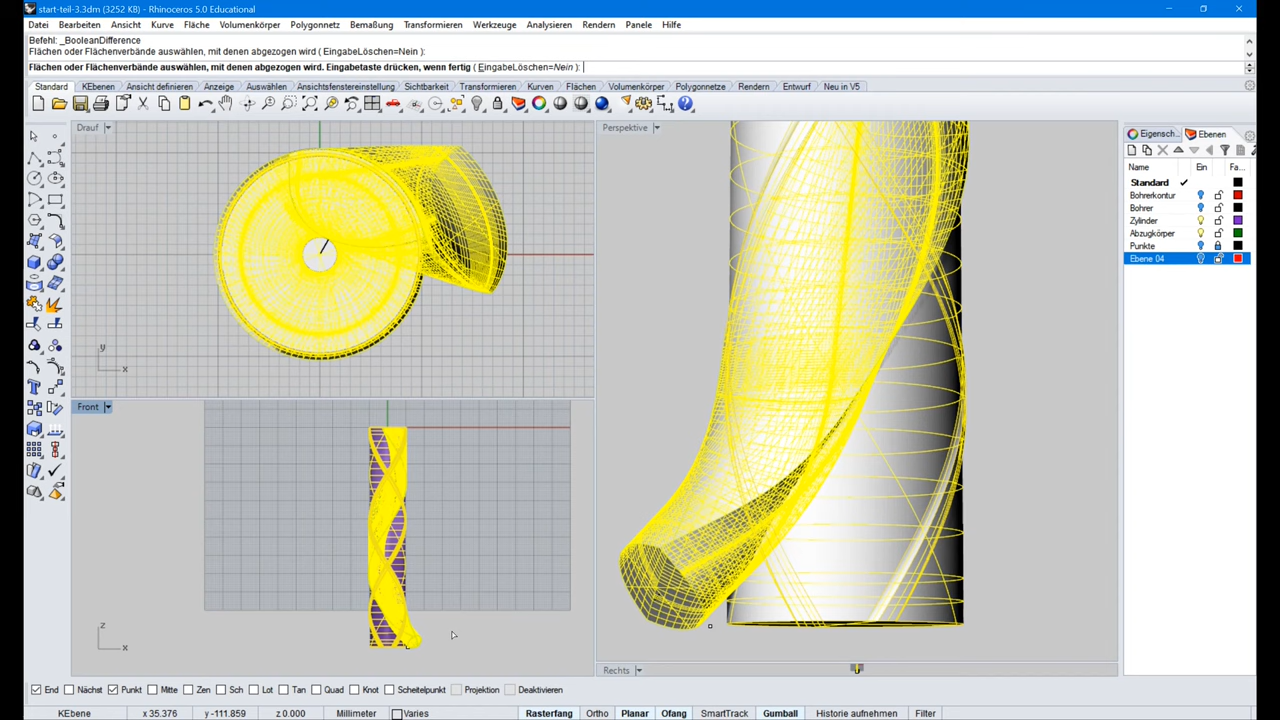 start-teil-3.3dm (3252 KB) - Rhinoceros 5.0 Educational
Datei Bearbeiten Ansicht Kurve Fläche Volumenkörper Polygonnetz Bemaßung Transformieren Werkzeuge Analysieren Rendern Panele Hilfe
Befehl: _BooleanDifference
Flächen oder Flächenverbände auswählen, mit denen abgezogen wird ( EingabeLöschen=Nein ):
Flächen oder Flächenverbände auswählen, mit denen abgezogen wird. Eingabetaste drücken, wenn fertig ( EingabeLöschen=Nein ):
Standard KEbenen Ansicht definieren Anzeige Auswählen Ansichtsfenstereinstellung Sichtbarkeit Transformieren Kurven Flächen Volumenkörper Polygonnetze Rendern Entwurf Neu in V5
Drauf
Perspektive
Eigensch... Ebenen
Name Ein Fa...
Standard
Bohrerkontur
Bohrer
Zylinder
Abzugkörper
Punkte
Ebene 04
y
x
Front
z
x
Rechts
End Nächst Punkt Mitte Zen Sch Lot Tan Quad Knot Scheitelpunkt Projektion Deaktivieren
KEbene x 35.376 y -111.859 z 0.000 Millimeter Varies Rasterfang Ortho Planar Ofang SmartTrack Gumball Historie aufnehmen Filter